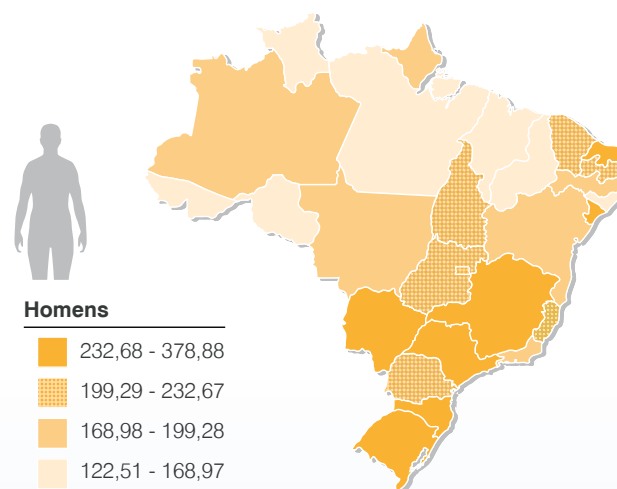 Homens
232,68 - 378,88
199,29 - 232,67
168,98 - 199,28
122,51 - 168,97